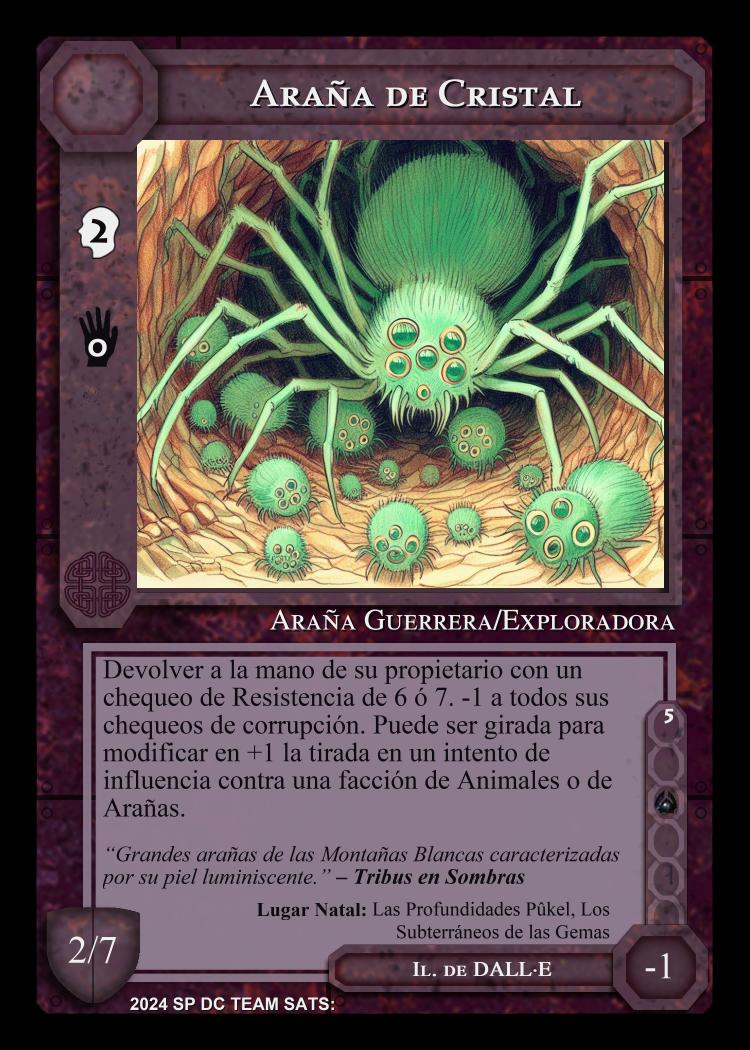 Araña de Cristal
2
0
Araña Guerrera/Exploradora
Devolver a la mano de su propietario con un
chequeo de Resistencia de 6 ó 7. -1 a todos sus
chequeos de corrupción. Puede ser girada para
modificar en +1 la tirada en un intento de
influencia contra una facción de Animales o de
Arañas.
5
“Grandes arañas de las Montañas Blancas caracterizadas
por su piel luminiscente.” – Tribus en Sombras
Lugar Natal: Las Profundidades Pûkel, Los
Subterráneos de las Gemas
2/7
Il. de DALL·E
-1
2024 SP DC TEAM SATS: